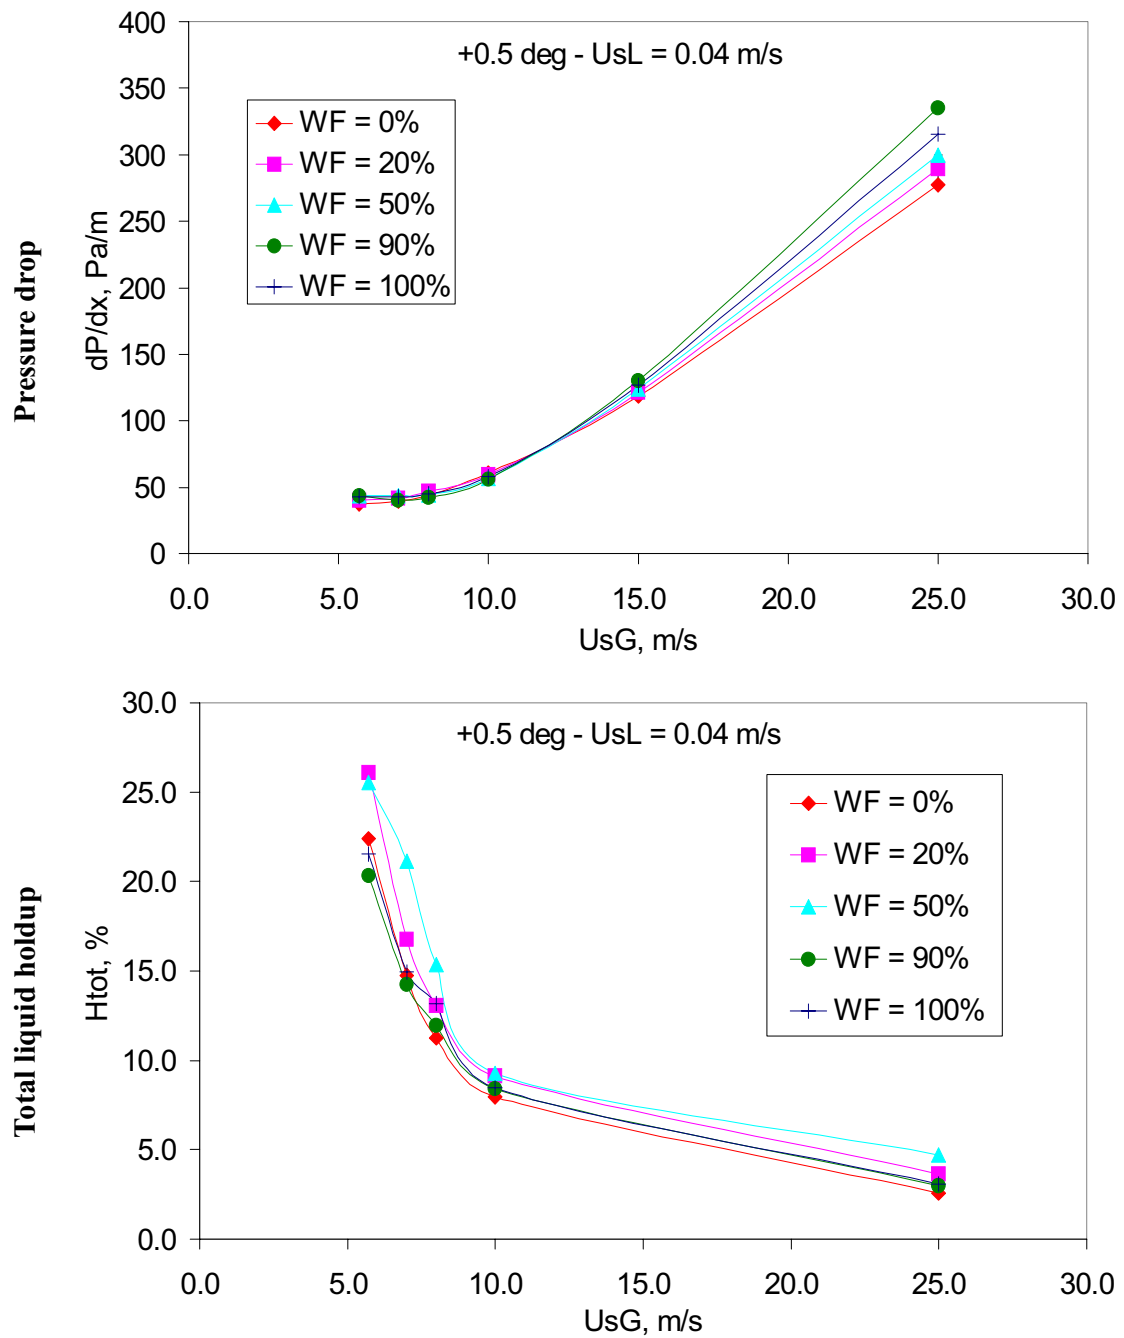 Pressure drop
dP/dx, Pa/m
400
350
300
250
200
150
100
50
0
+0.5 deg - UsL = 0.04 m/s
WF = 0%
WF = 20%
WF = 50%
WF = 90%
WF = 100%
0.0 5.0 10.0 15.0 20.0 25.0 30.0
UsG, m/s
Total liquid holdup
Htot, %
30.0
25.0
20.0
15.0
10.0
5.0
0.0
+0.5 deg - UsL = 0.04 m/s
WF = 0%
WF = 20%
WF = 50%
WF = 90%
WF = 100%
0.0 5.0 10.0 15.0 20.0 25.0 30.0
UsG, m/s